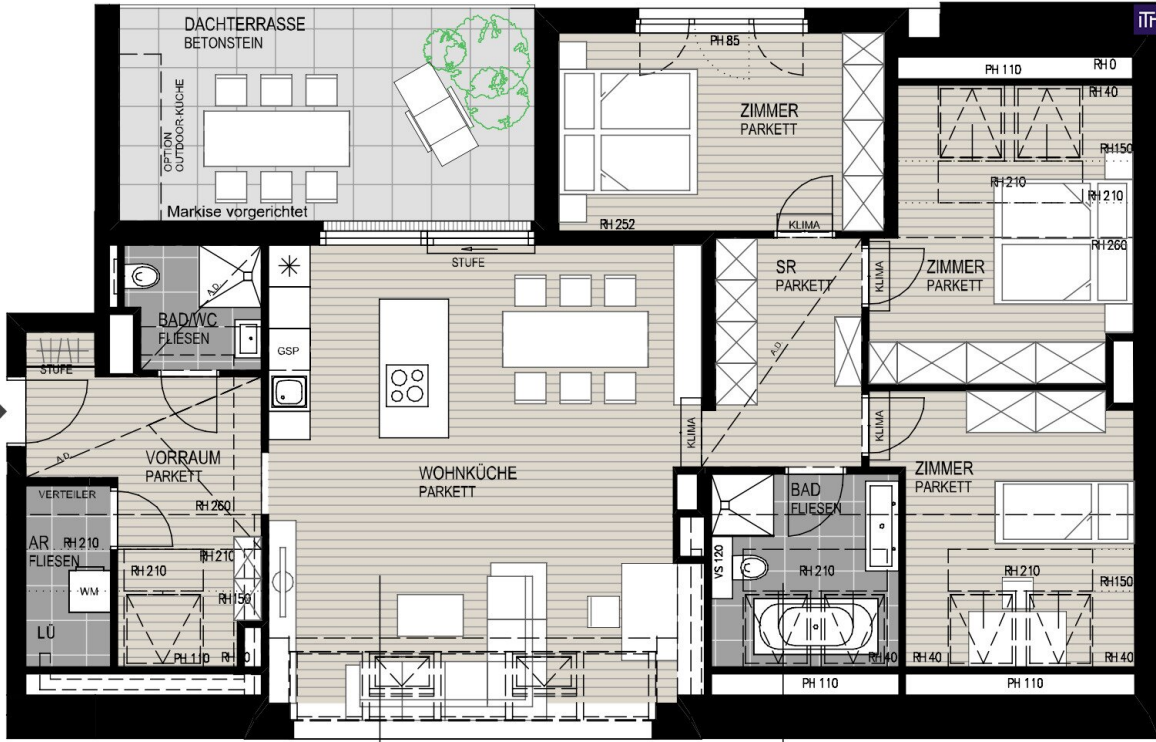 DACHTERRASSE
BETONSTEIN
OPTION
OUTDOOR-KÜCHE
Markise vorgerichtet
PH 85
ZIMMER
PARKETT
RH 252
KLIMA
PH 110
RH 0
RH 40
RH 150
RH 210
RH 210
RH 260
ZIMMER
PARKETT
KLIMA
STUFE
SR
PARKETT
A.D.
BAD/WC
FLIESEN
A.D.
GSP
STUFE
VORRAUM
PARKETT
A.D.
RH 260
WOHNKÜCHE
PARKETT
KLIMA
KLIMA
ZIMMER
PARKETT
VERTEILER
AR
FLIESEN
RH 210
RH 210
RH 210
WM
RH 150
LÜ
PH 110
BAD
FLIESEN
VS 120
RH 210
RH 40
RH 210
RH 150
RH 40
RH 40
PH 110
PH 110